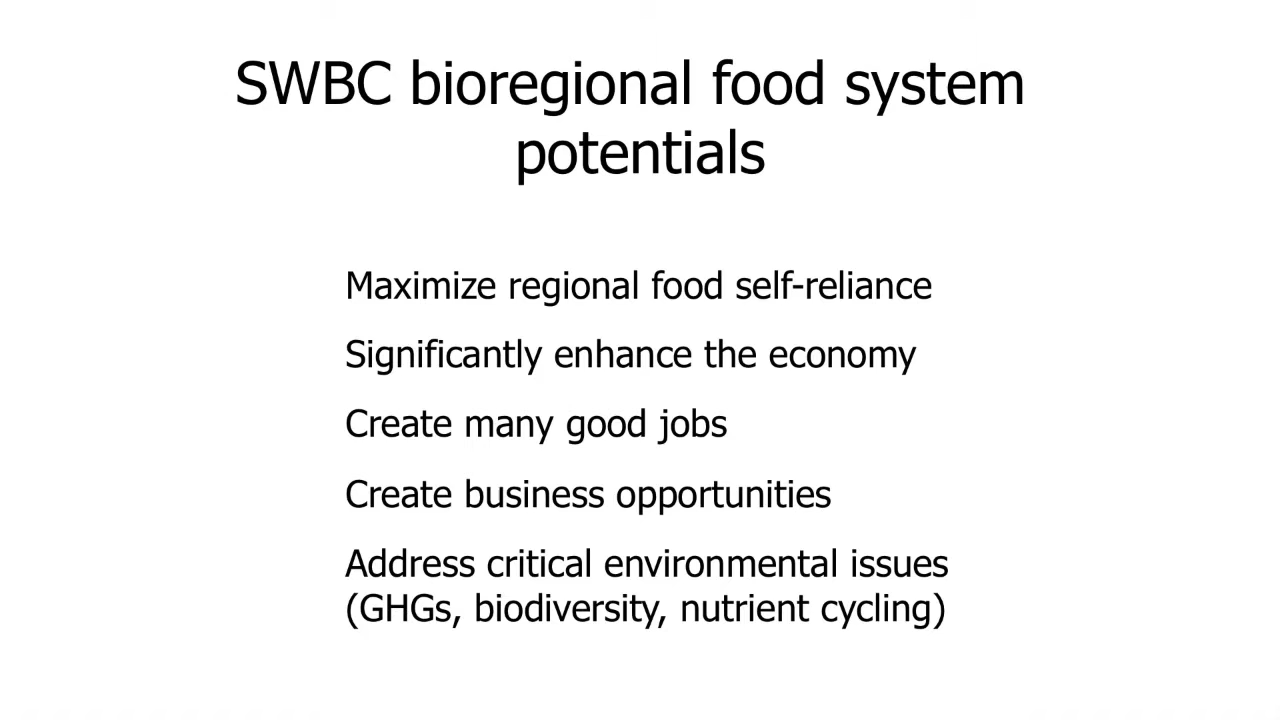 SWBC bioregional food system
potentials
Maximize regional food self-reliance
Significantly enhance the economy
Create many good jobs
Create business opportunities
Address critical environmental issues
(GHGs, biodiversity, nutrient cycling)